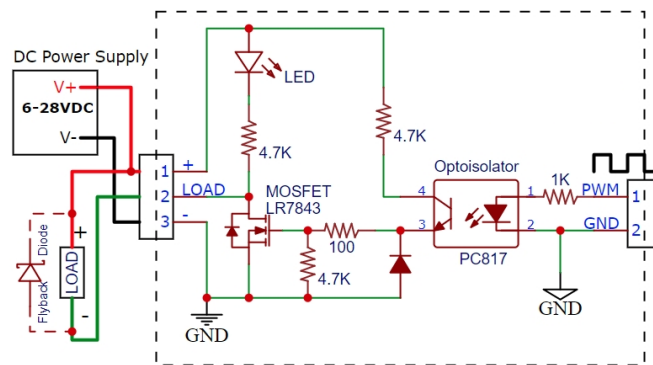 DC Power Supply
V+
6-28VDC
V-
1
2
3
+
LOAD
-
LED
4.7K
4.7K
MOSFET
LR7843
100
4.7K
Optoisolator
4
3
1
2
PC817
1K
PWM
GND
1
2
GND
GND
Flyback
Diode
+
LOAD
-